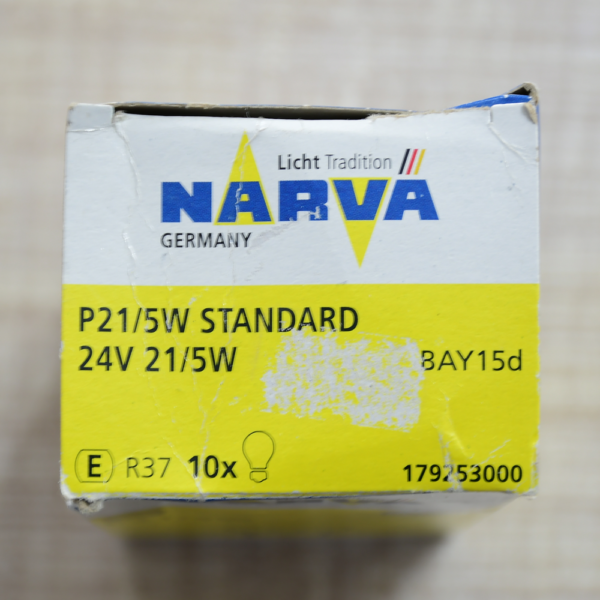 Licht Tradition
NARVA
GERMANY
P21/5W STANDARD
24V 21/5W BAY15d
E R37 10x
179253000